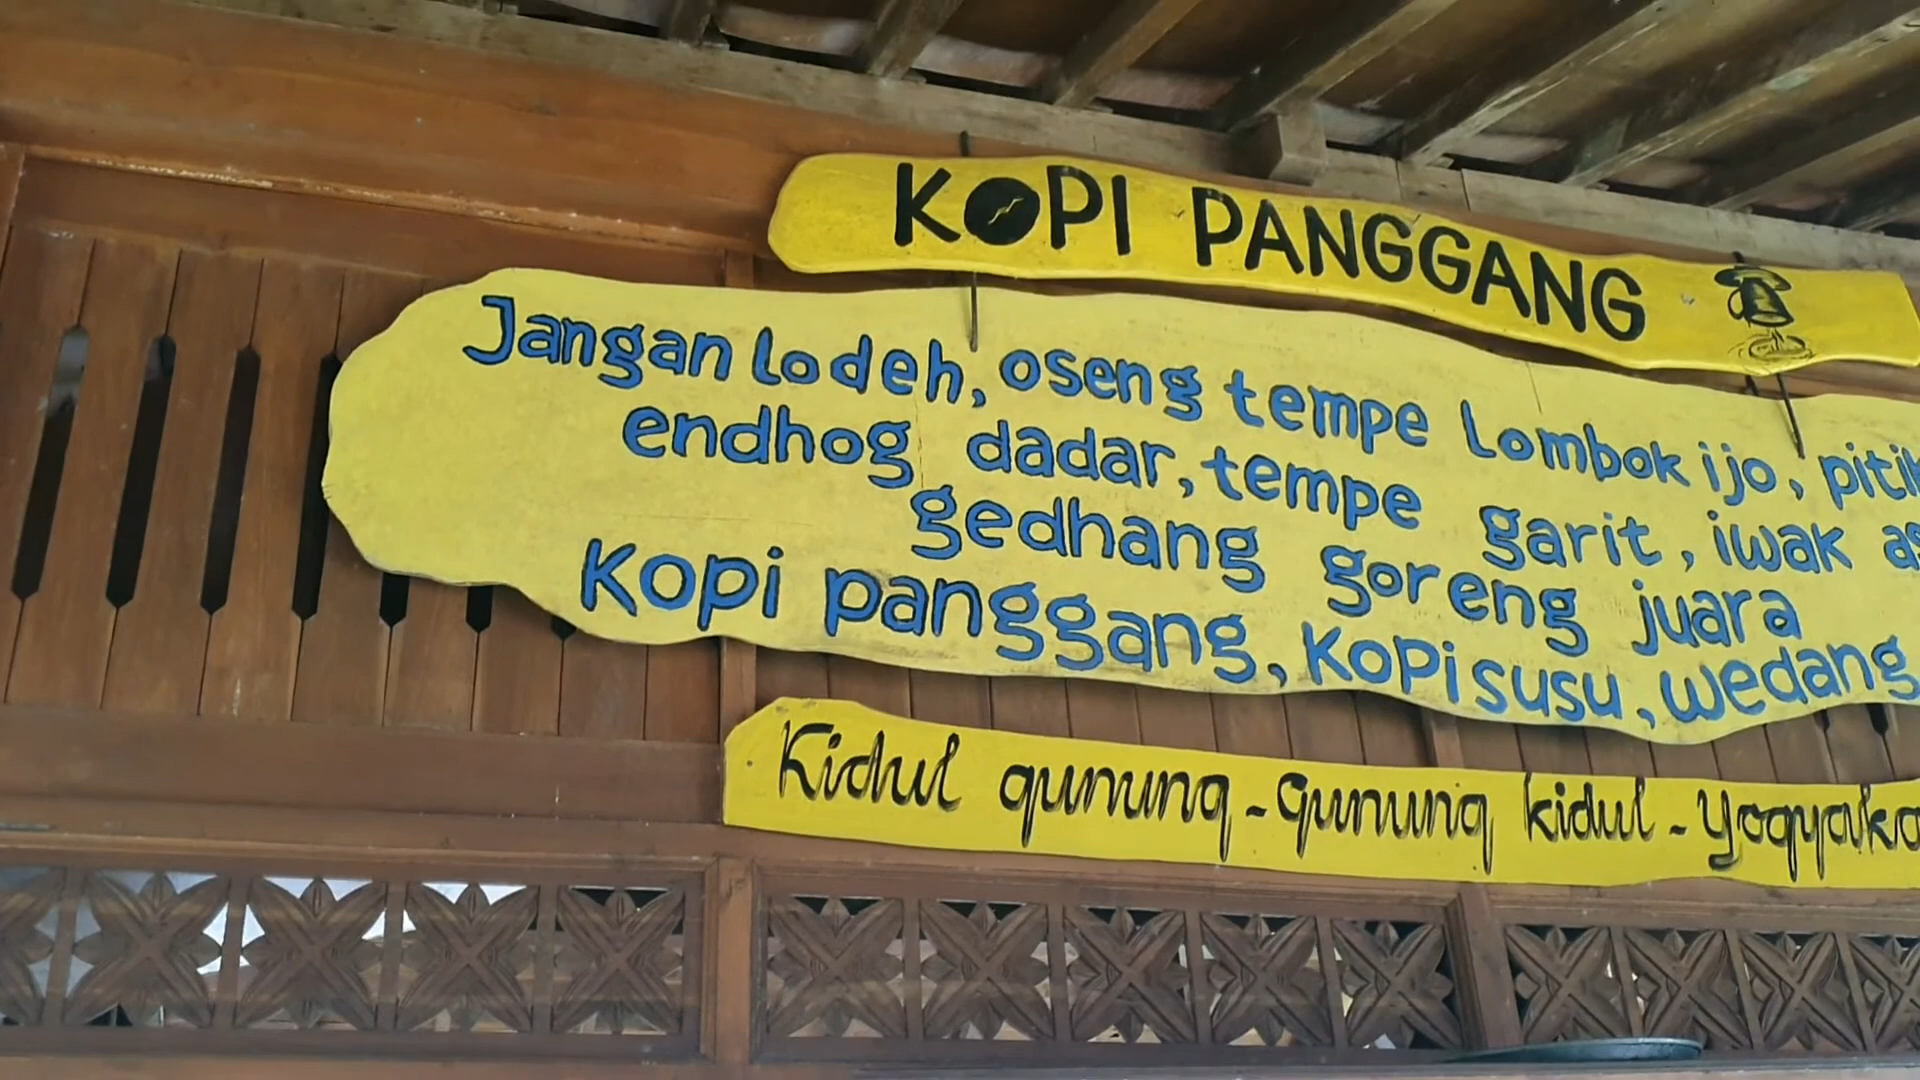 KOPI PANGGANG
Jangan lodeh, oseng tempe Lombok ijo,
endhog dadar, tempe garit, iwak
gedhang goreng juara
Kopi panggang, Kopi susu, wedang
Kidul gunung - Gunung kidul -